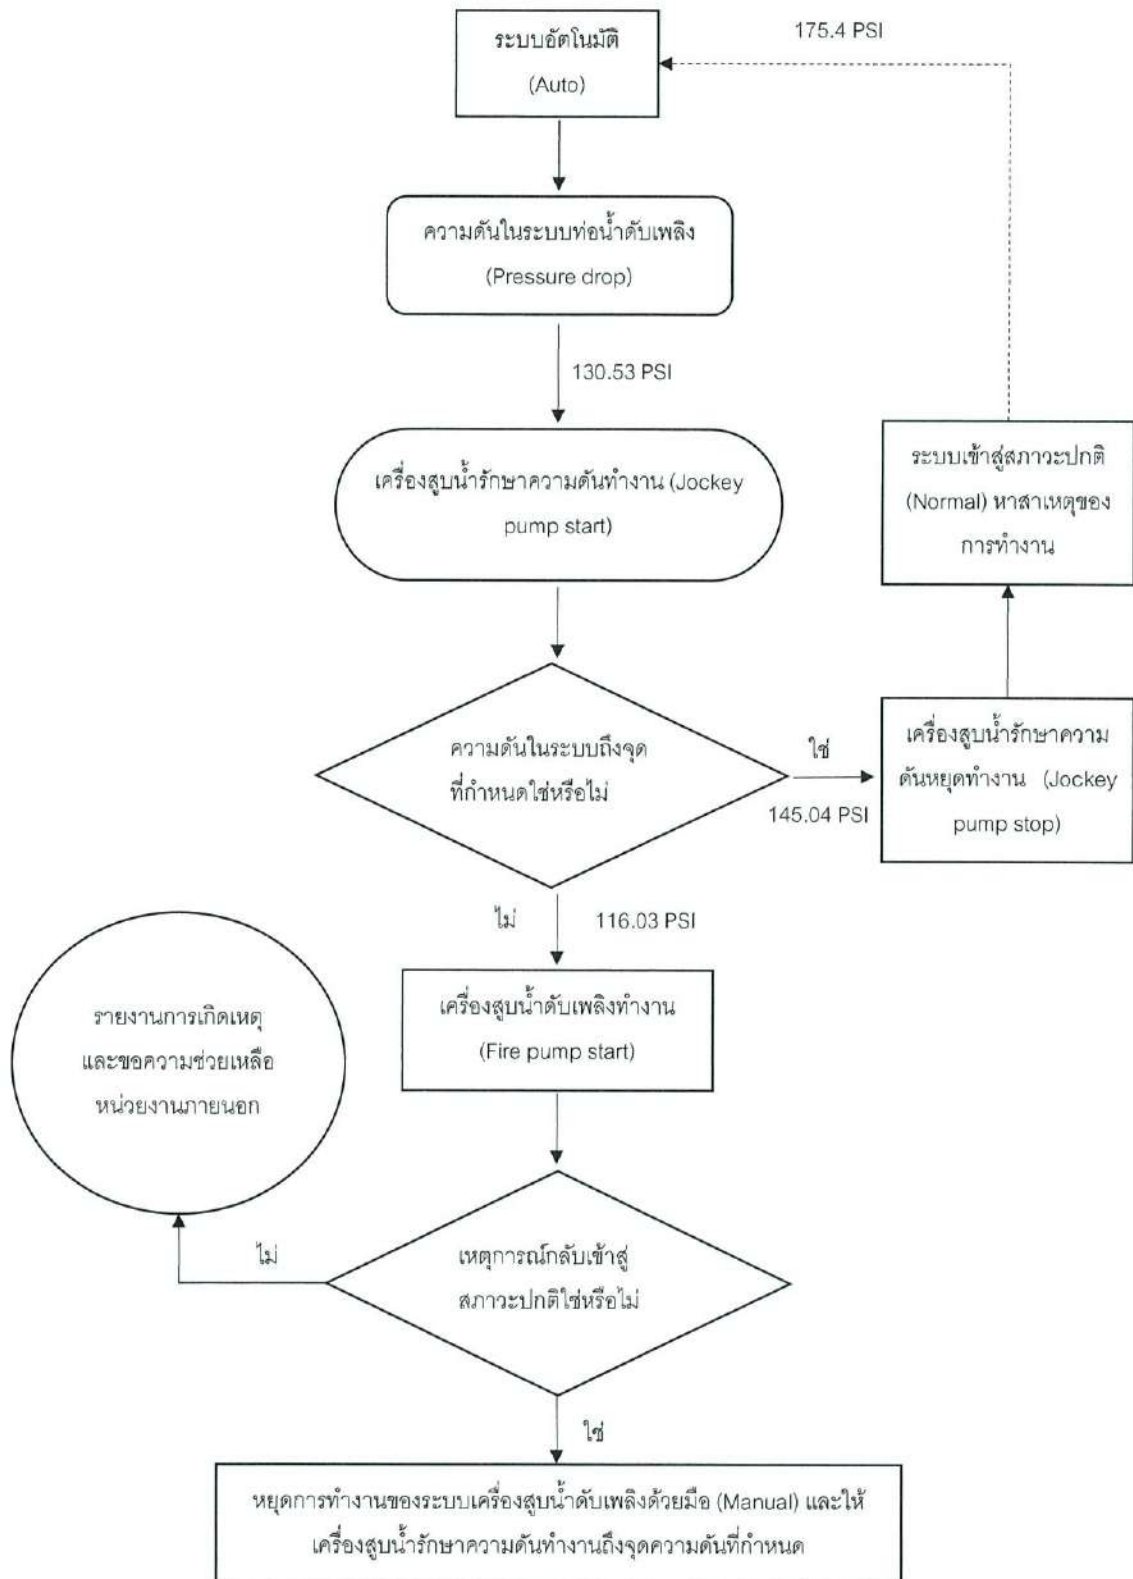 ระบบอัตโนมัติ
(Auto)
175.4 PSI
ความดันในระบบท่อน้ำดับเพลิง
(Pressure drop)
130.53 PSI
เครื่องสูบน้ำรักษาความดันทำงาน (Jockey
pump start)
ระบบเข้าสู่สภาวะปกติ
(Normal) หาสาเหตุของ
การทำงาน
ความดันในระบบถึงจุด
ที่กำหนดใช่หรือไม่
ใช่
145.04 PSI
เครื่องสูบน้ำรักษาความ
ดันหยุดทำงาน (Jockey
pump stop)
ไม่
116.03 PSI
เครื่องสูบน้ำดับเพลิงทำงาน
(Fire pump start)
รายงานการเกิดเหตุ
และขอความช่วยเหลือ
หน่วยงานภายนอก
ไม่
เหตุการณ์กลับเข้าสู่
สภาวะปกติใช่หรือไม่
ใช่
หยุดการทำงานของระบบเครื่องสูบน้ำดับเพลิงด้วยมือ (Manual) และให้
เครื่องสูบน้ำรักษาความดันทำงานถึงจุดความดันที่กำหนด